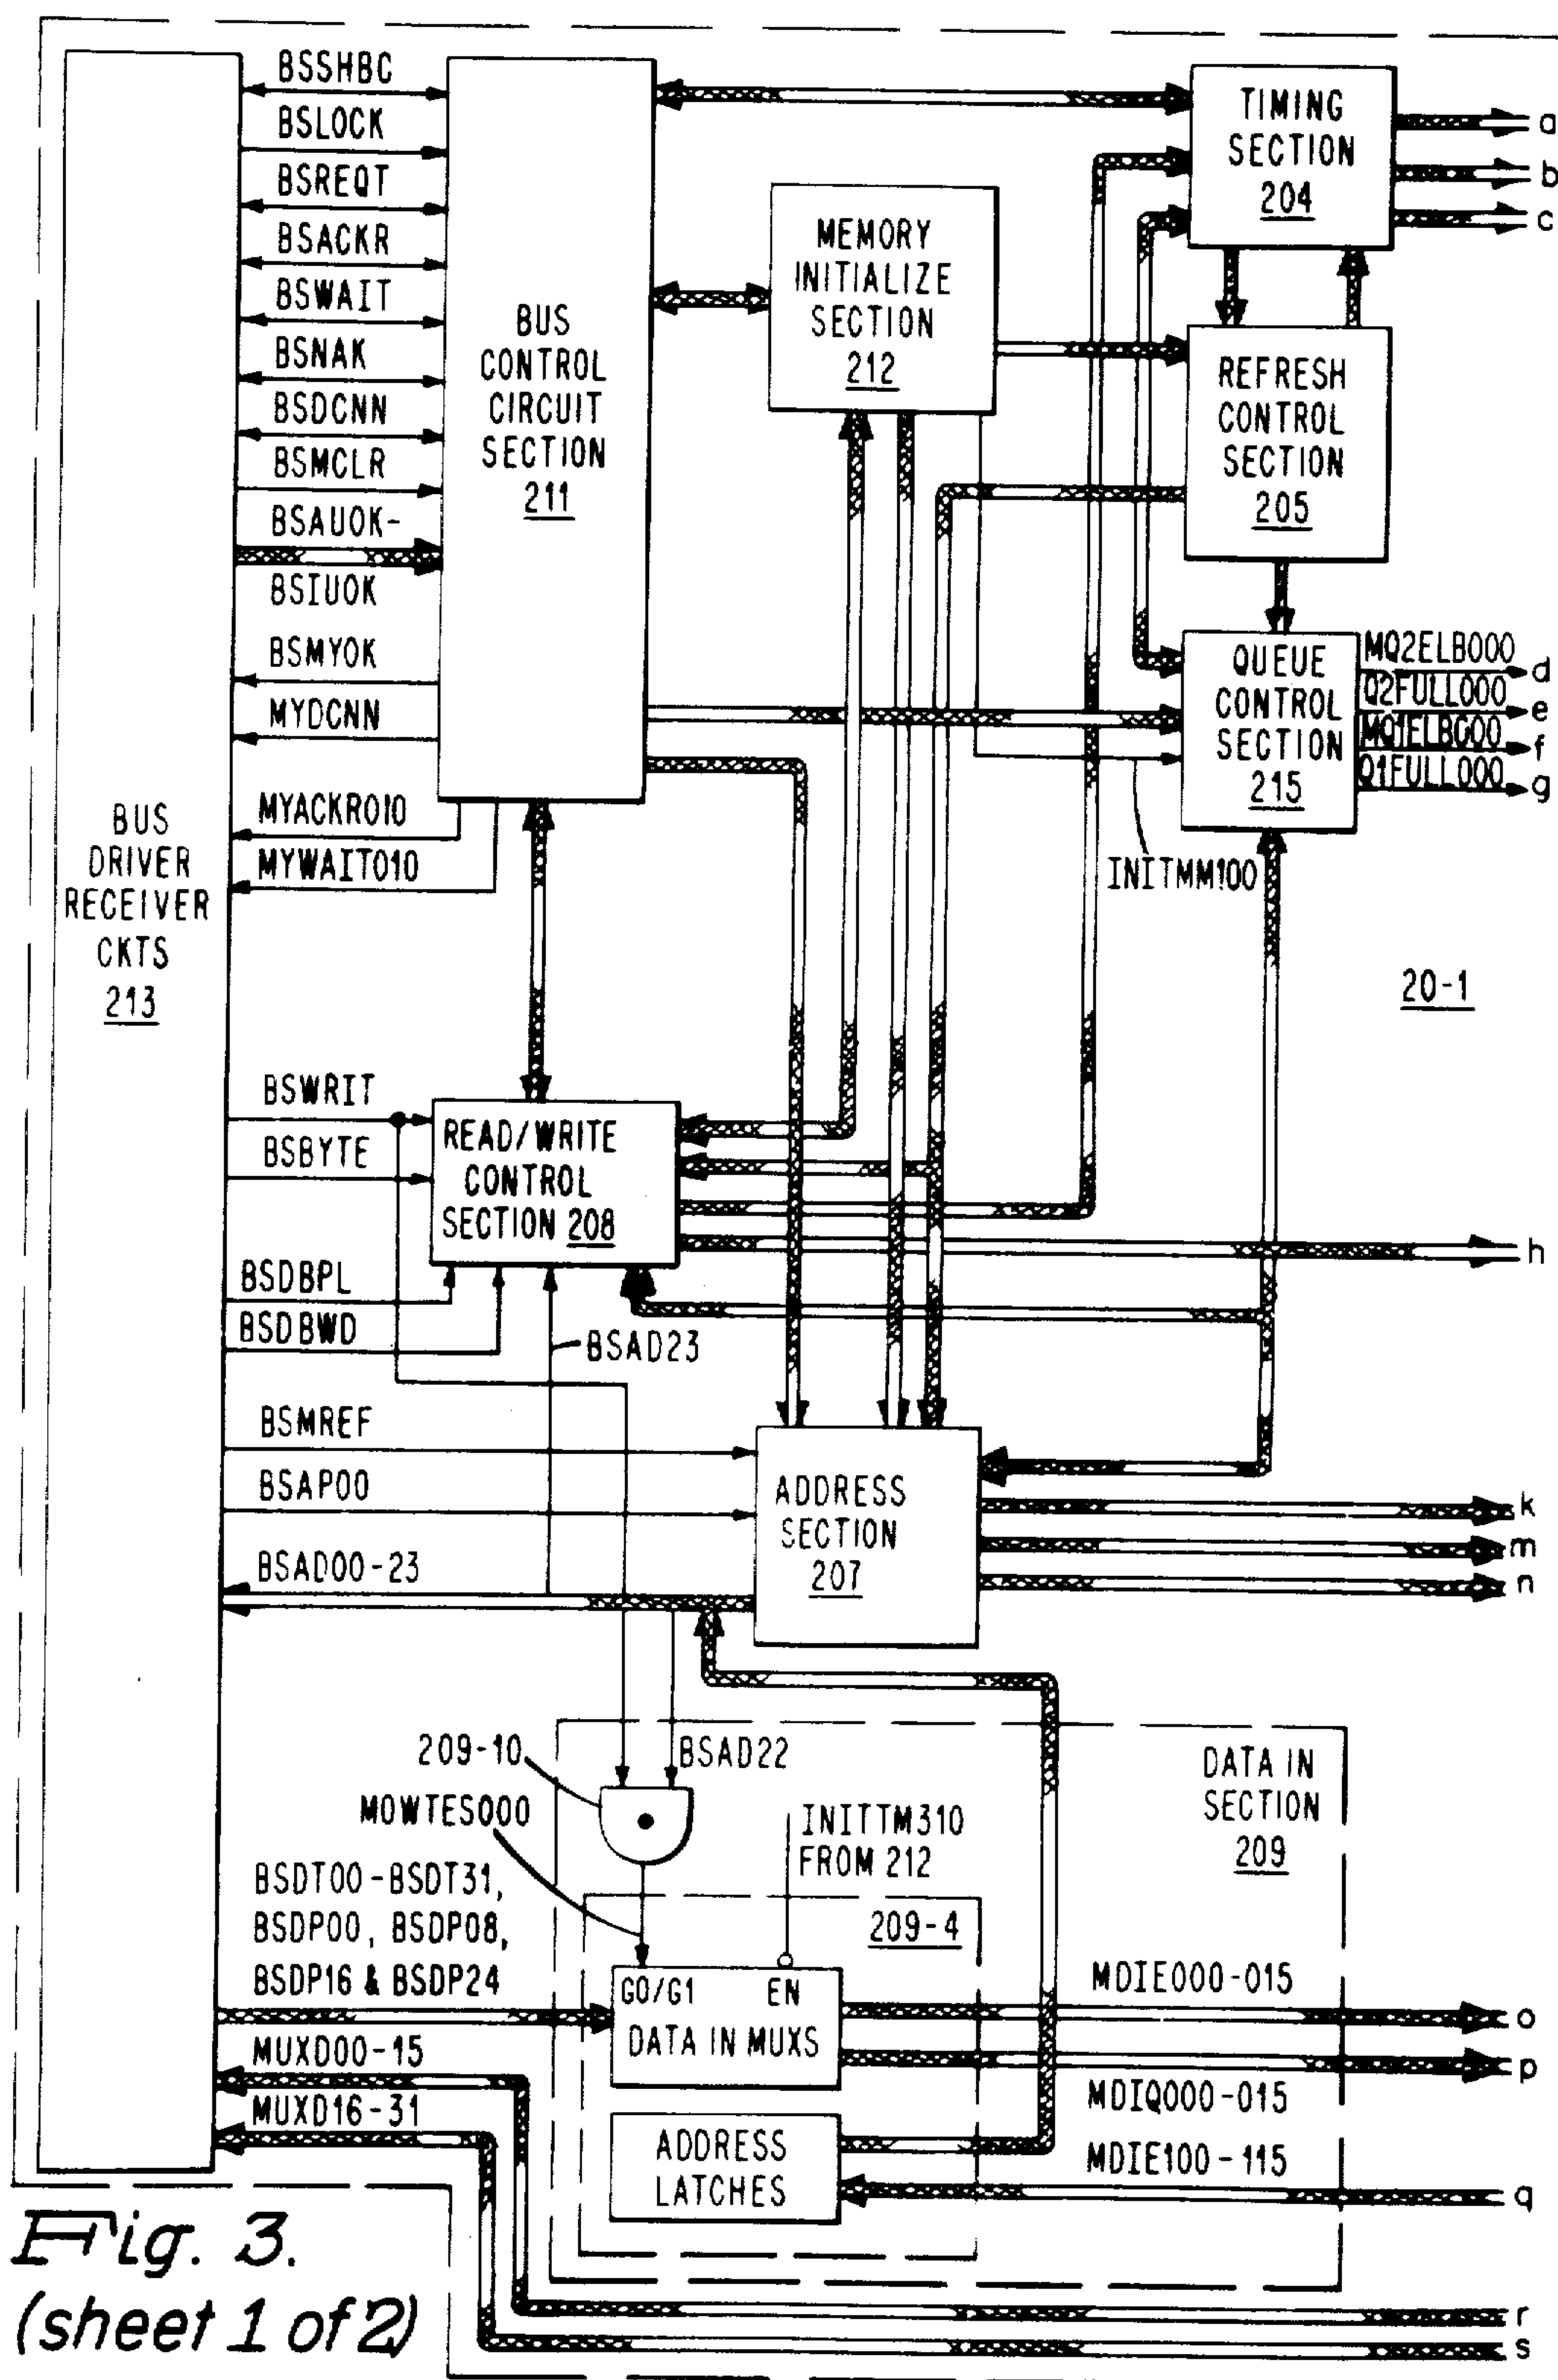 BSSHBC
BSLOCK
BSREQT
BSACKR
BSWAIT
BSNAK
BSDCNN
BSMCLR
BSAUOK-
BSIUOK
BSMYOK
MYDCNN
MYACKR010
MYWAIT010
BUS
DRIVER
RECEIVER
CKTS
213
BUS
CONTROL
CIRCUIT
SECTION
211
MEMORY
INITIALIZE
SECTION
212
TIMING
SECTION
204
a
b
c
REFRESH
CONTROL
SECTION
205
QUEUE
CONTROL
SECTION
215
MQ2ELB000
d
Q2FULL000
e
MQ1ELB000
f
Q1FULL000
g
INITMM100
20-1
BSWRIT
BSBYTE
READ/WRITE
CONTROL
SECTION 208
h
BSDBPL
BSDBWD
BSAD23
BSMREF
BSAP00
BSAD00-23
ADDRESS
SECTION
207
k
m
n
209-10
BSAD22
MOWTES000
INITTM310
FROM 212
DATA IN
SECTION
209
BSDT00-BSDT31,
BSDP00, BSDP08,
BSDP16 & BSDP24
209-4
G0/G1 EN
DATA IN MUXS
MDIE000-015
o
p
MUXD00-15
MUXD16-31
MDIQ000-015
ADDRESS
LATCHES
MDIE100-115
q
r
s
Fig. 3.
(sheet 1 of 2)